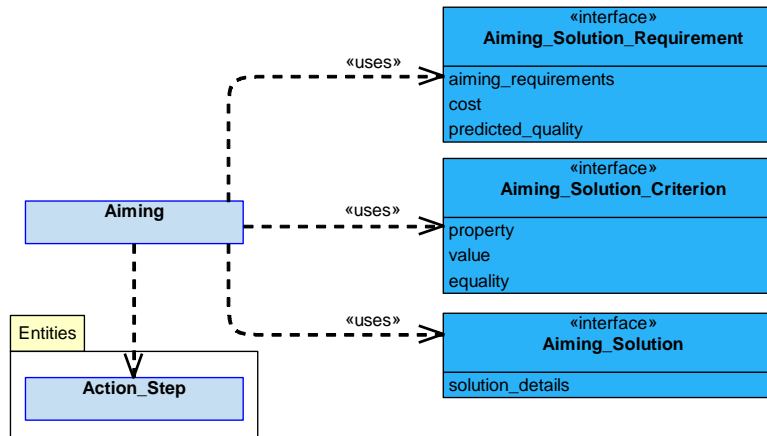 «interface»
Aiming_Solution_Requirement
«uses»
aiming_requirements
cost
predicted_quality
«interface»
Aiming_Solution_Criterion
Aiming
«uses»
property
value
equality
«uses»
«interface»
Aiming_Solution
solution_details
Entities
Action_Step